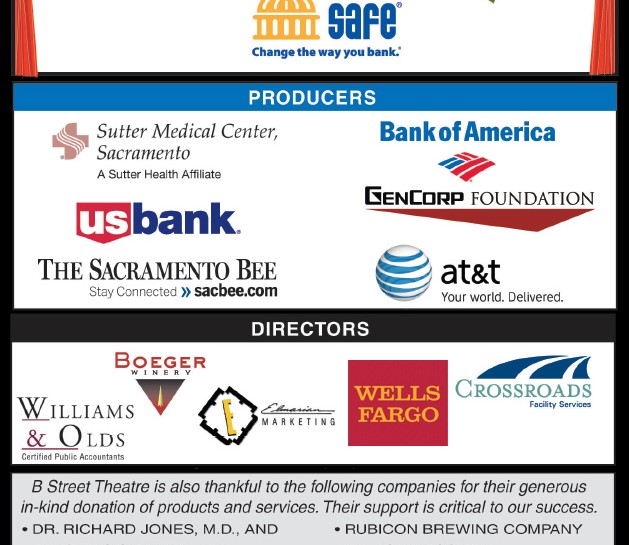 SAFE®
Change the way you bank.®
PRODUCERS
Sutter Medical Center,
Sacramento
A Sutter Health Affiliate
Bank of America
GENCORP FOUNDATION
usbank.
THE SACRAMENTO BEE
Stay Connected » sacbee.com
at&t
Your world. Delivered.
DIRECTORS
BOEGER
WINERY
WILLIAMS
& OLDS
Certified Public Accountants
E
Elmarian
MARKETING
WELLS
FARGO
CROSSROADS
Facility Services
B Street Theatre is also thankful to the following companies for their generous
in-kind donation of products and services. Their support is critical to our success.
• DR. RICHARD JONES, M.D., AND
• RUBICON BREWING COMPANY